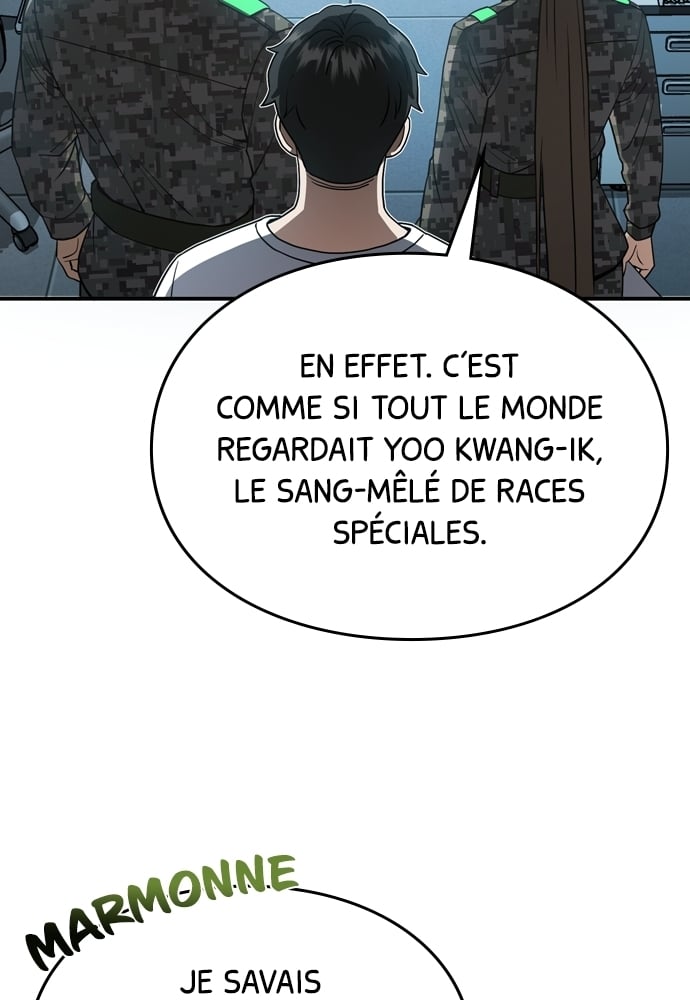 EN EFFET. C'EST
COMME SI TOUT LE MONDE
REGARDAIT YOO KWANG-IK,
LE SANG-MÊLÉ DE RACES
SPÉCIALES.
MARMONNE
JE SAVAIS